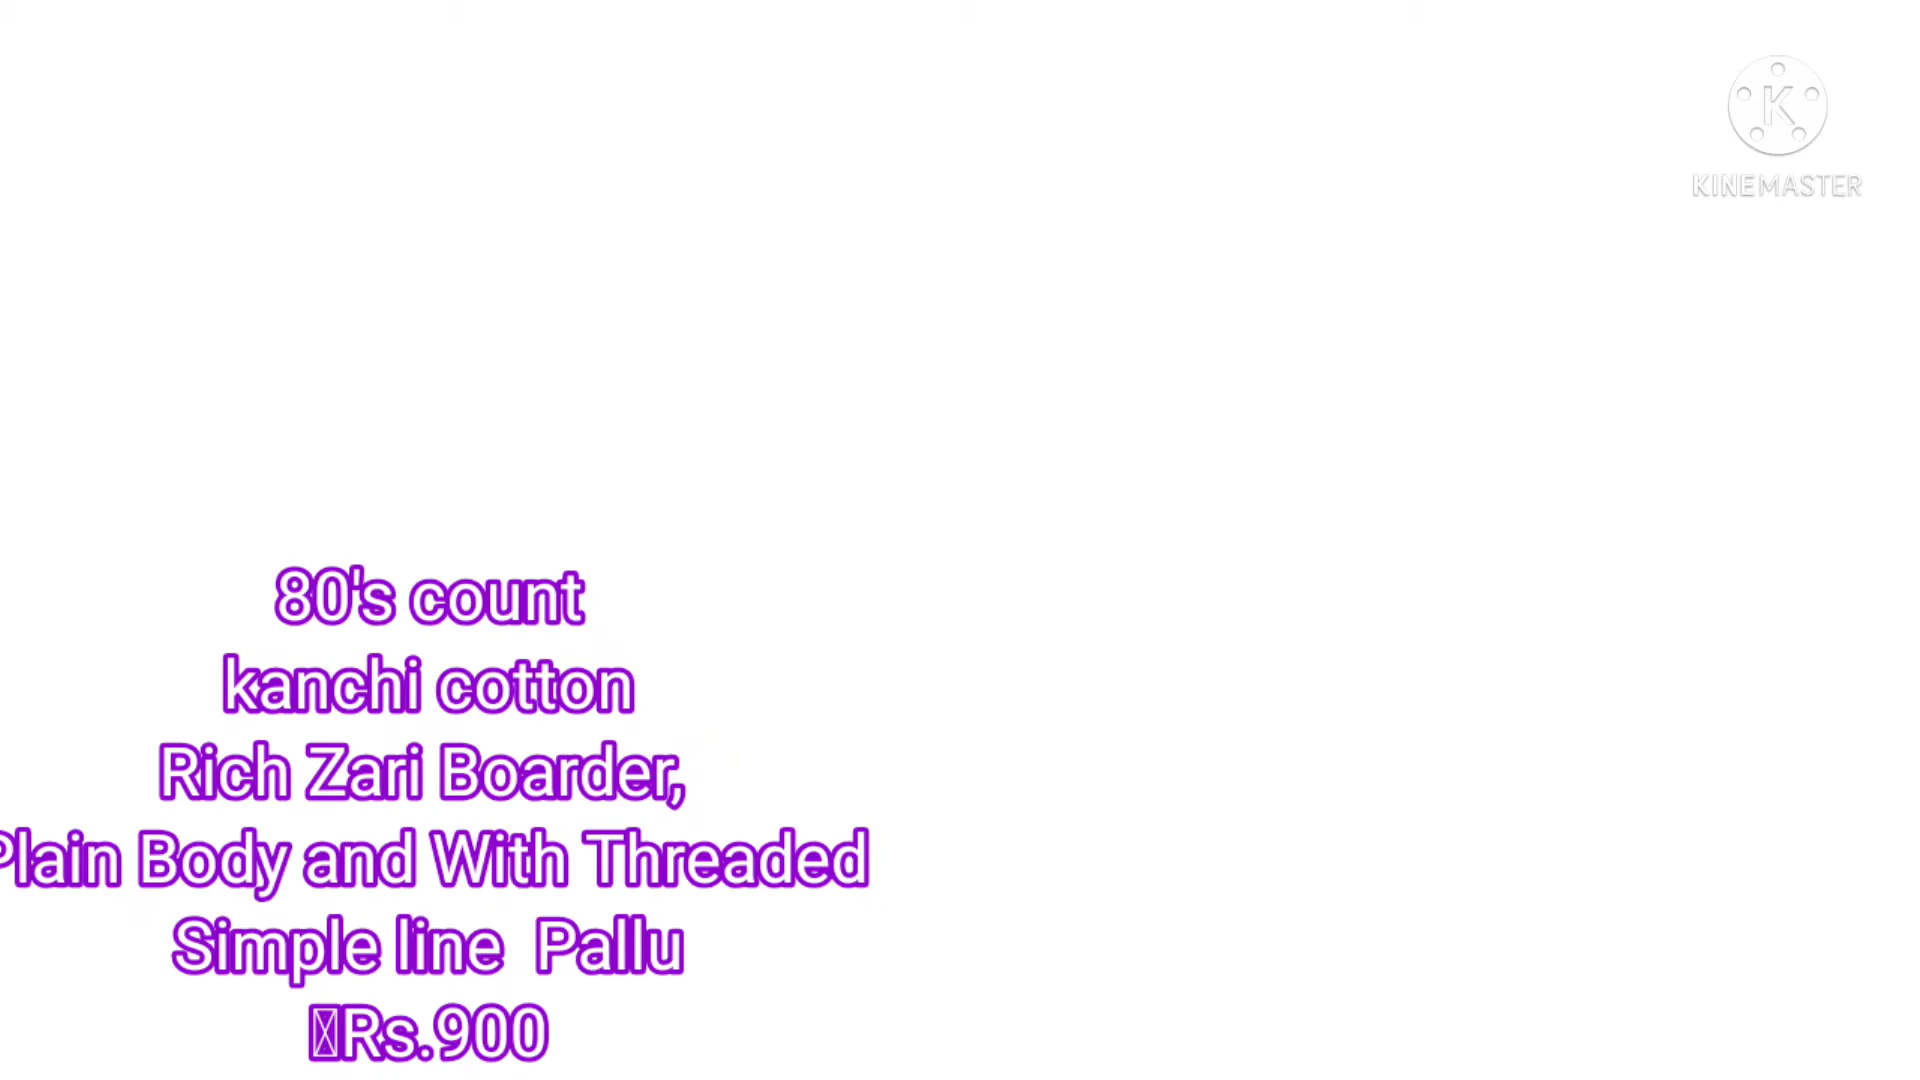 K
KINEMASTER
80's count
kanchi cotton
Rich Zari Boarder,
Plain Body and With Threaded
Simple line  Pallu
Rs.900